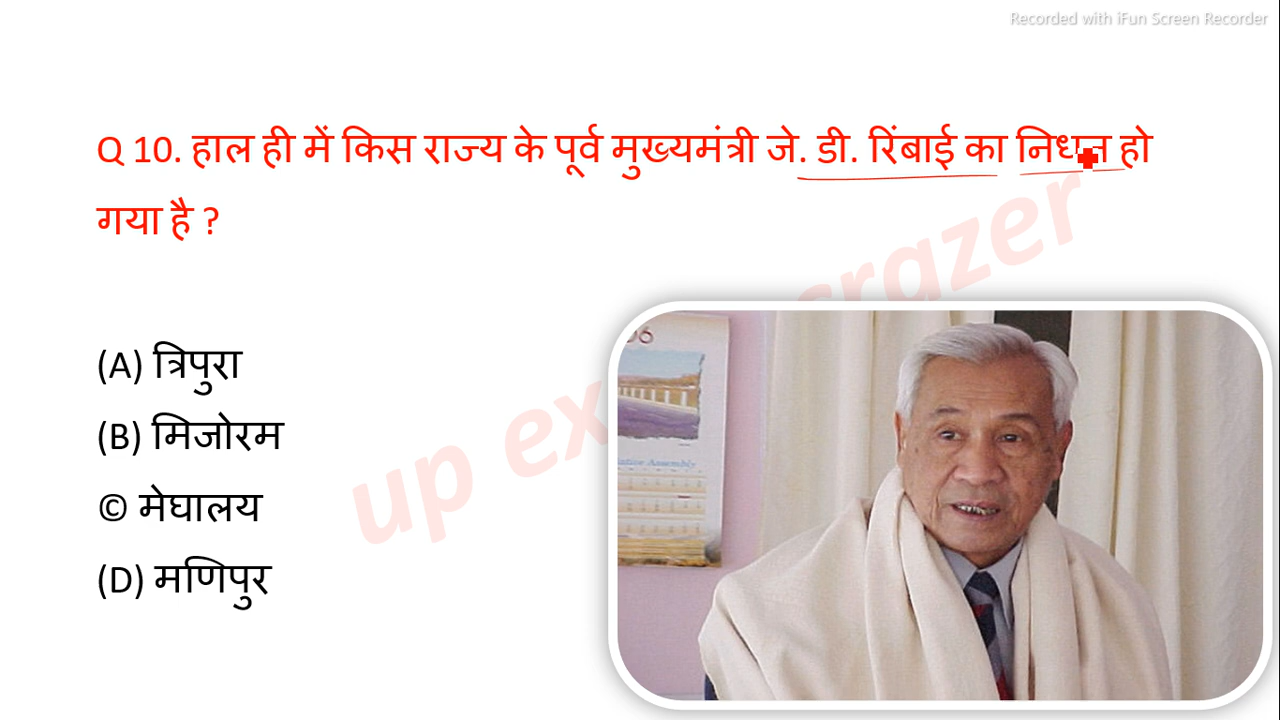 Recorded with iFun Screen Recorder
Q 10. हाल ही में किस राज्य के पूर्व मुख्यमंत्री जे. डी. रिंबाई का निधन हो
गया है ?
(A) त्रिपुरा
(B) मिजोरम
© मेघालय
(D) मणिपुर